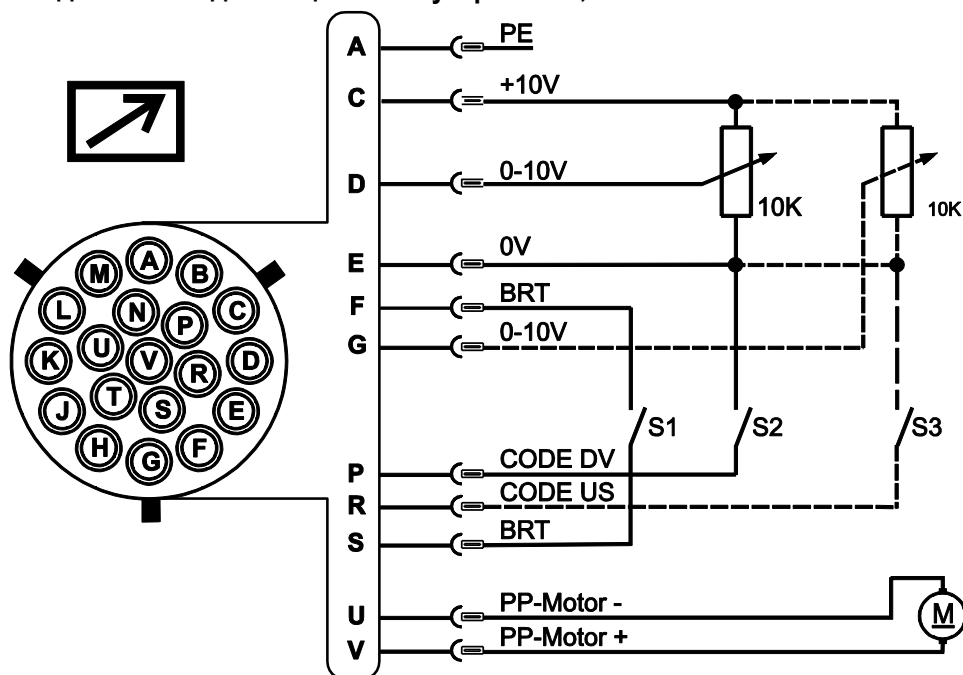 A PE
C +10V
D 0-10V 10K 10K
E 0V
F BRT
G 0-10V
S1 S2 S3
P CODE DV
R CODE US
S BRT
U PP-Motor -
V PP-Motor +
M
A
M B
L N P C
K U V R D
J T S E
H G F